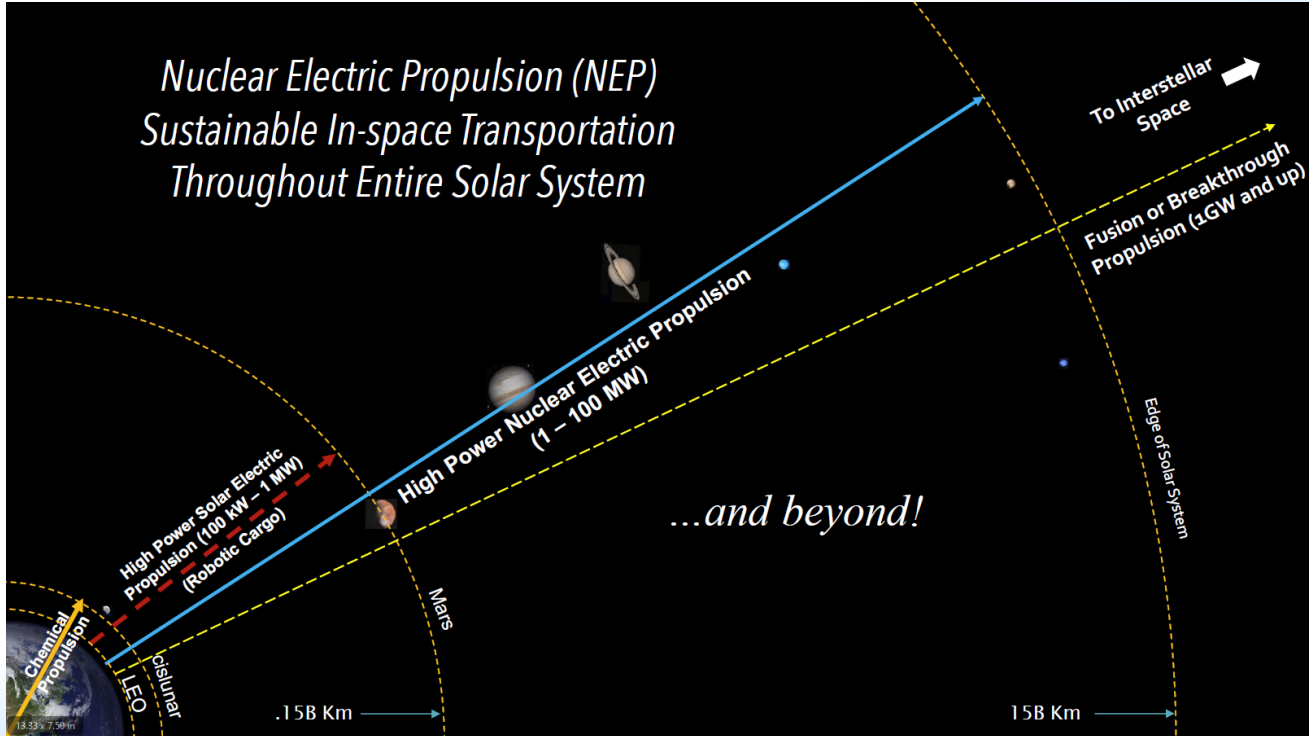 Nuclear Electric Propulsion (NEP)
Sustainable In-space Transportation
Throughout Entire Solar System
To Interstellar
Space
Fusion or Breakthrough
Propulsion (1GW and up)
High Power Nuclear Electric Propulsion
(1 – 100 MW)
High Power Solar Electric
Propulsion (100 kW – 1 MW)
(Robotic Cargo)
...and beyond!
Edge of Solar System
Mars
Chemical
Propulsion
LEO
cislunar
.15B Km
15B Km
13.33 x 7.50 in